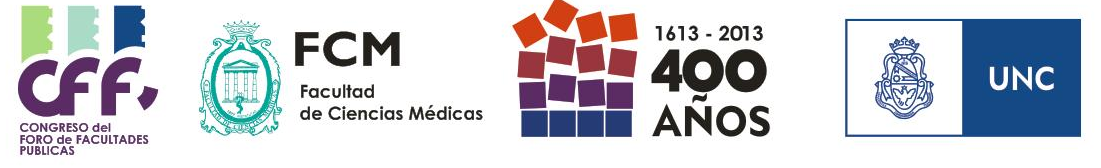 CFF,
CONGRESO del
FORO de FACULTADES
PUBLICAS
FCM
Facultad
de Ciencias Médicas
1613 - 2013
400
AÑOS
UNC